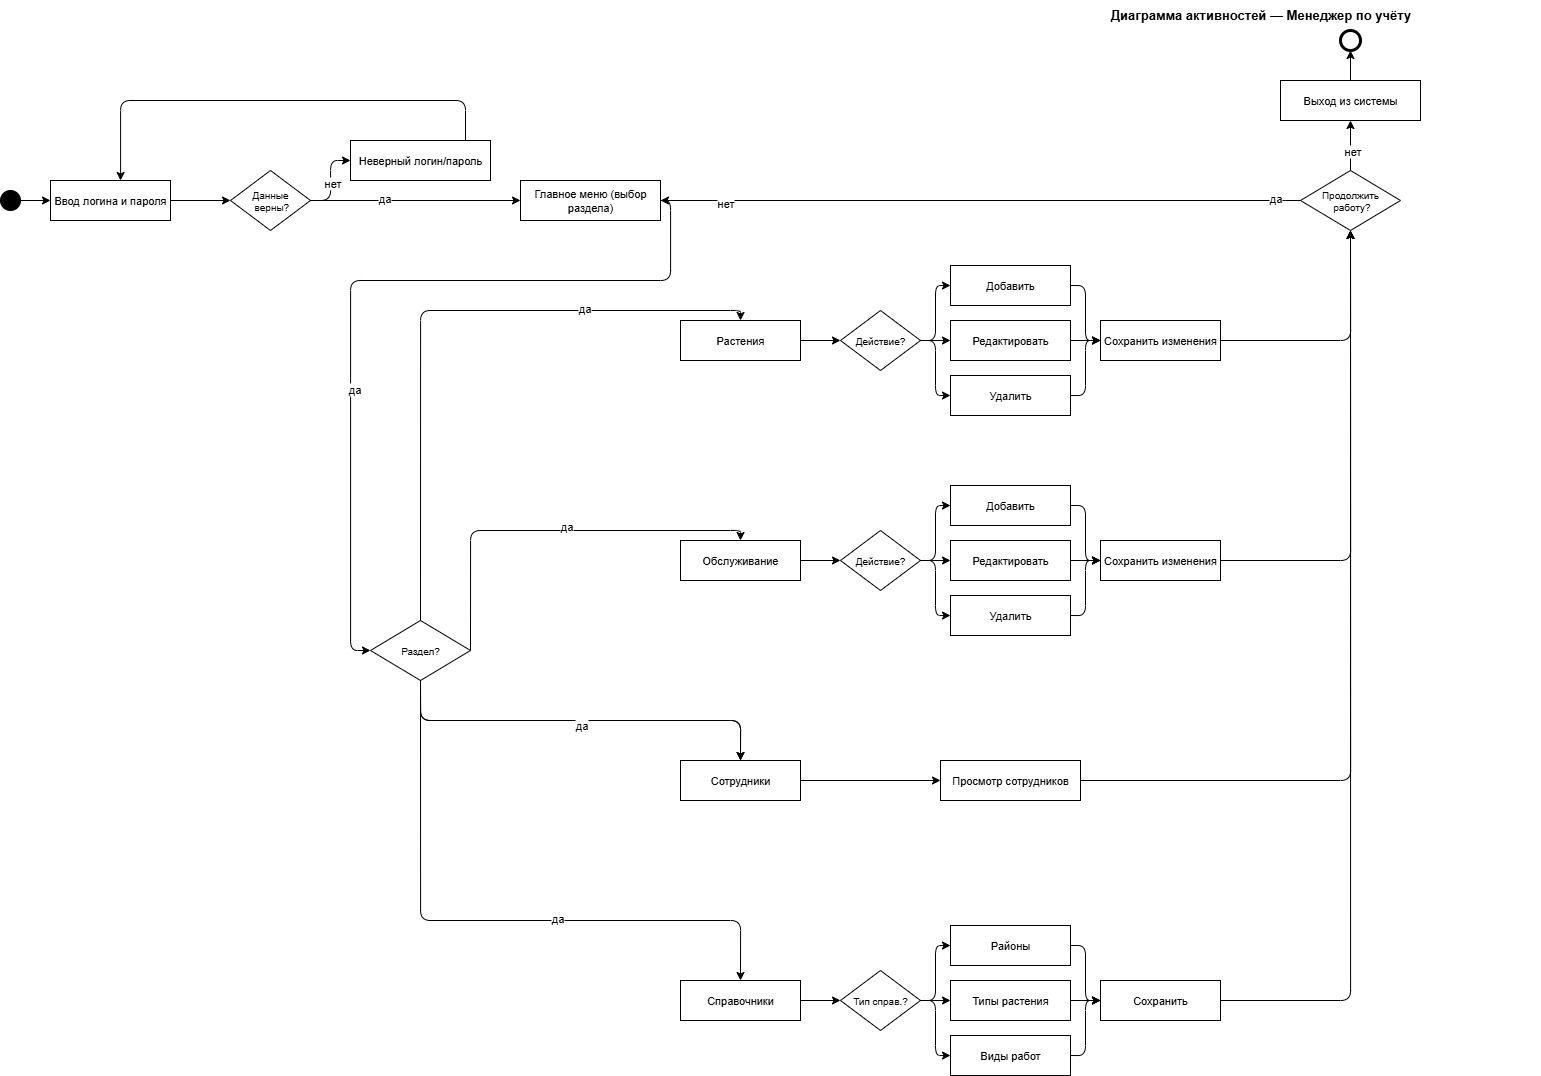 Диаграмма активностей — Менеджер по учёту
Выход из системы
нет
Неверный логин/пароль
нет
Ввод логина и пароля
Данные
верны?
да
Главное меню (выбор
раздела)
нет
да
Продолжить
работу?
Добавить
да
Растения
Действие?
Редактировать
Сохранить изменения
да
Удалить
Добавить
да
Обслуживание
Действие?
Редактировать
Сохранить изменения
Удалить
Раздел?
да
Сотрудники
Просмотр сотрудников
да
Районы
Справочники
Тип справ.?
Типы растения
Сохранить
Виды работ